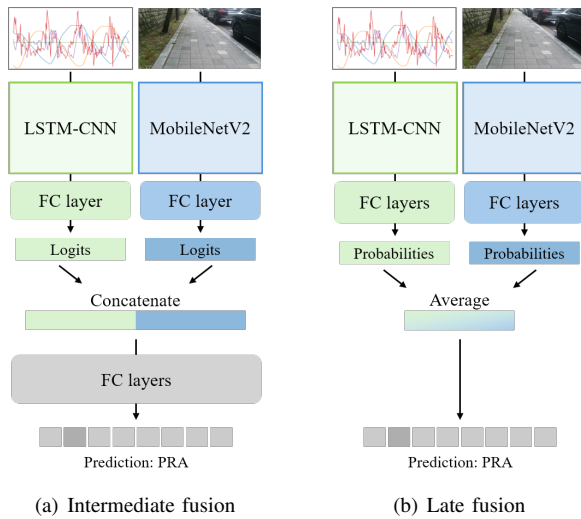 LSTM-CNN
MobileNetV2
FC layer
FC layer
Logits
Logits
Concatenate
FC layers
Prediction: PRA
(a) Intermediate fusion
LSTM-CNN
MobileNetV2
FC layers
FC layers
Probabilities
Probabilities
Average
Prediction: PRA
(b) Late fusion